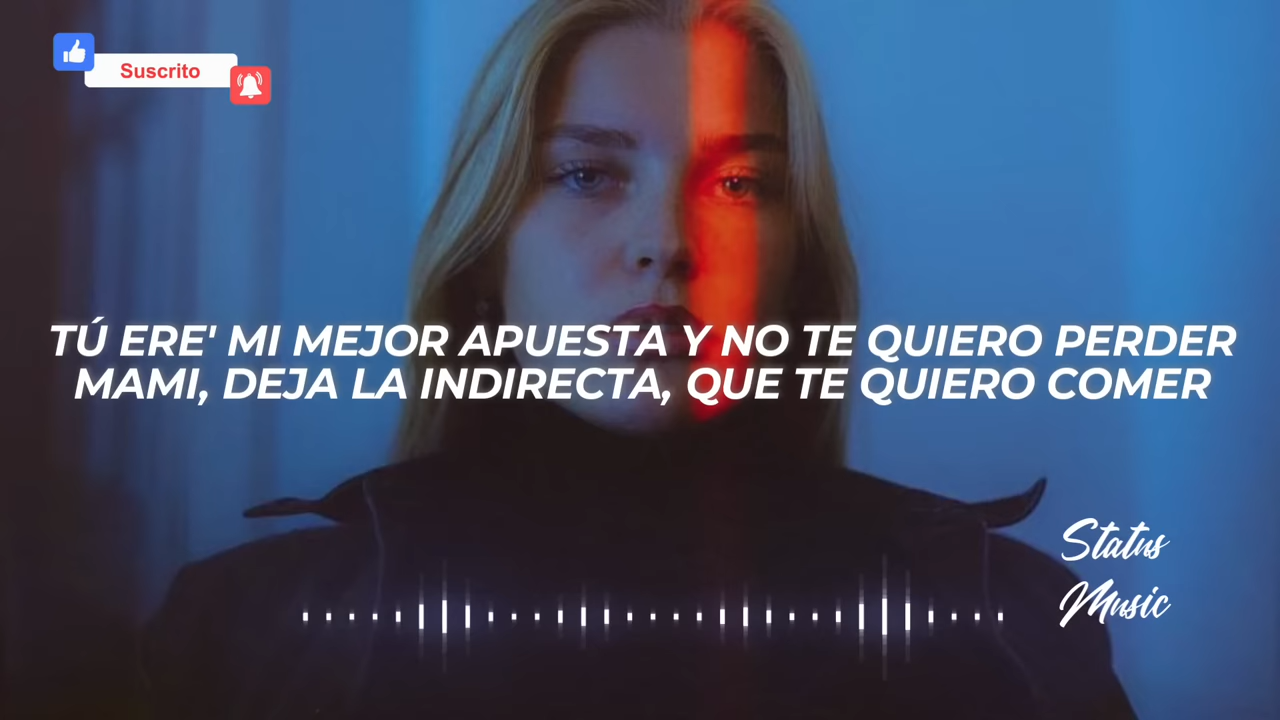 Suscrito
TÚ ERE' MI MEJOR APUESTA Y NO TE QUIERO PERDER
MAMI, DEJA LA INDIRECTA, QUE TE QUIERO COMER
Status
Music